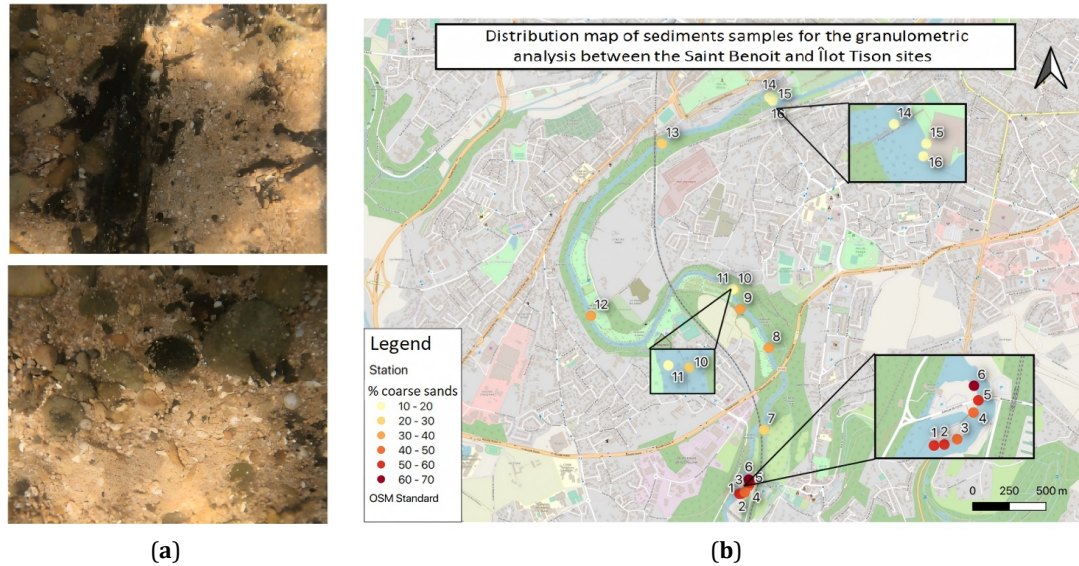 Distribution map of sediments samples for the granulometric
analysis between the Saint Benoit and Îlot Tison sites
14
15
16
13
14
15
16
11
10
9
12
8
11
10
7
6
5
4
3
1 2
6
3
5
1
4
2
Legend
Station
% coarse sands
10 - 20
20 - 30
30 - 40
40 - 50
50 - 60
60 - 70
OSM Standard
0 250 500 m
(a)
(b)